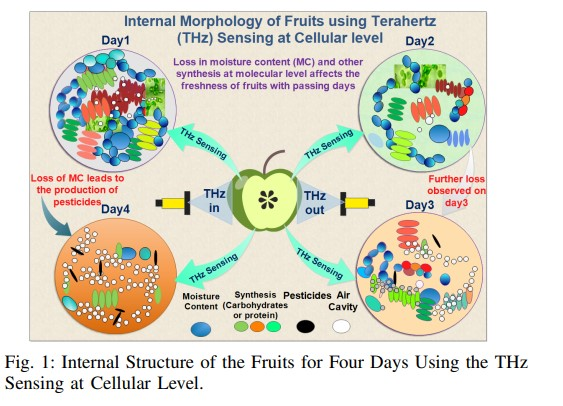 Internal Morphology of Fruits using Terahertz
(THz) Sensing at Cellular level
Day1
Day2
Loss in moisture content (MC) and other
synthesis at molecular level affects the
freshness of fruits with passing days
THz Sensing
THz Sensing
Loss of MC leads to
the production of
pesticides
Further loss
observed on
day3
THz
in
THz
out
Day4
Day3
THz Sensing
THz Sensing
Moisture
Content
Synthesis
(Carbohydrates
or protein)
Pesticides
Air
Cavity
Fig. 1: Internal Structure of the Fruits for Four Days Using the THz
Sensing at Cellular Level.